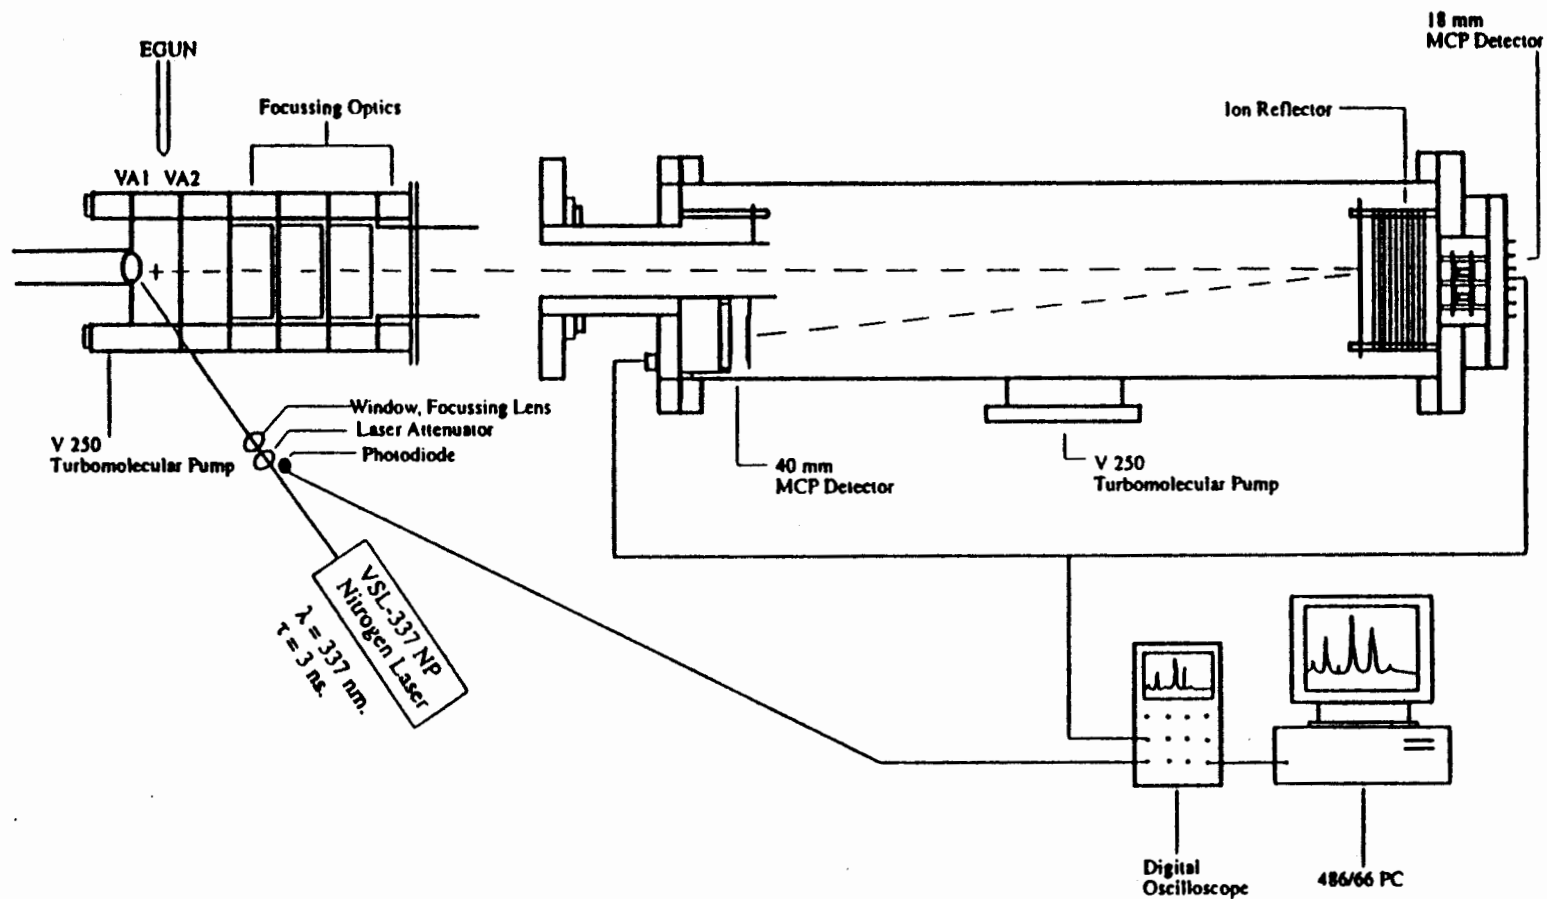 18 mm
MCP Detector
EGUN
Focussing Optics
Ion Reflector
VA1 VA2
Window, Focussing Lens
Laser Attenuator
Photodiode
V 250
Turbomolecular Pump
40 mm
MCP Detector
V 250
Turbomolecular Pump
VSL-337 NP
Nitrogen Laser
λ = 337 nm.
τ = 3 ns.
Digital
Oscilloscope
486/66 PC